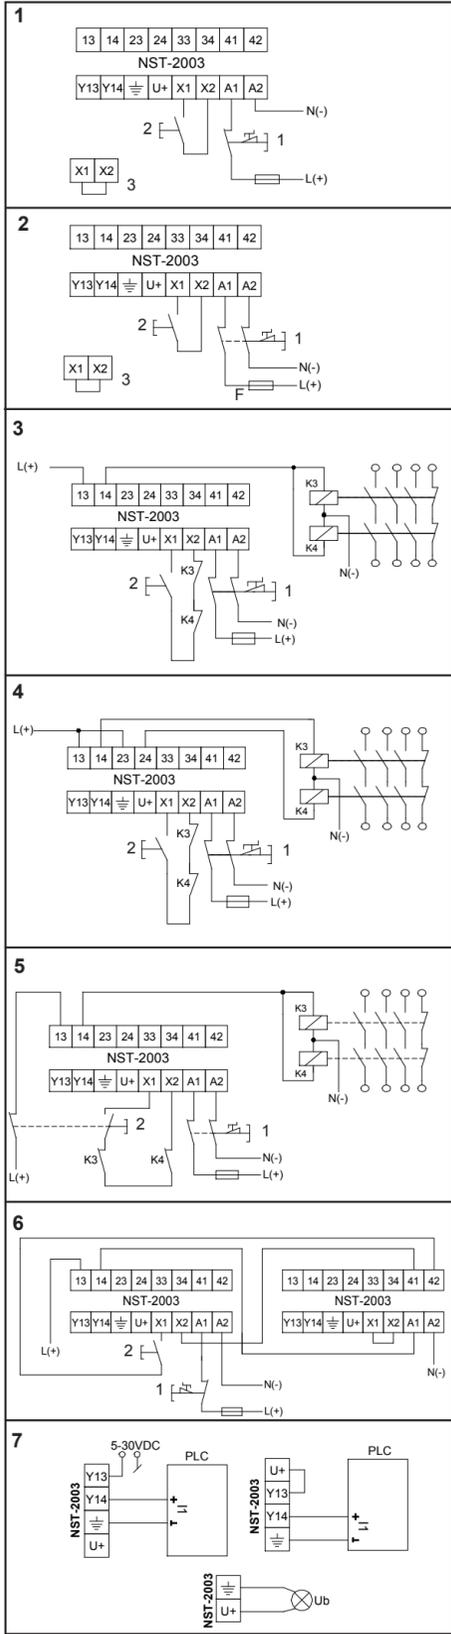 1
13 14 23 24 33 34 41 42
NST-2003
Y13 Y14 U+ X1 X2 A1 A2
N(-)
2
1
X1 X2
3
L(+)
2
13 14 23 24 33 34 41 42
NST-2003
Y13 Y14 U+ X1 X2 A1 A2
2
1
X1 X2
3
N(-)
F
L(+)
3
L(+)
13 14 23 24 33 34 41 42
K3
NST-2003
K4
Y13 Y14 U+ X1 X2 A1 A2
N(-)
K3
2
1
K4
N(-)
L(+)
4
L(+)
13 14 23 24 33 34 41 42
K3
NST-2003
K4
Y13 Y14 U+ X1 X2 A1 A2
N(-)
K3
2
1
K4
N(-)
L(+)
5
13 14 23 24 33 34 41 42
K3
NST-2003
K4
Y13 Y14 U+ X1 X2 A1 A2
N(-)
2
1
K3
K4
N(-)
L(+)
L(+)
6
13 14 23 24 33 34 41 42
13 14 23 24 33 34 41 42
NST-2003
NST-2003
Y13 Y14 U+ X1 X2 A1 A2
Y13 Y14 U+ X1 X2 A1 A2
L(+)
2
1
N(-)
N(-)
L(+)
7
5-30VDC
PLC
NST-2003
Y13
Y14
U+
+
I1
PLC
NST-2003
U+
Y13
Y14
+
I1
NST-2003
U+
Ub